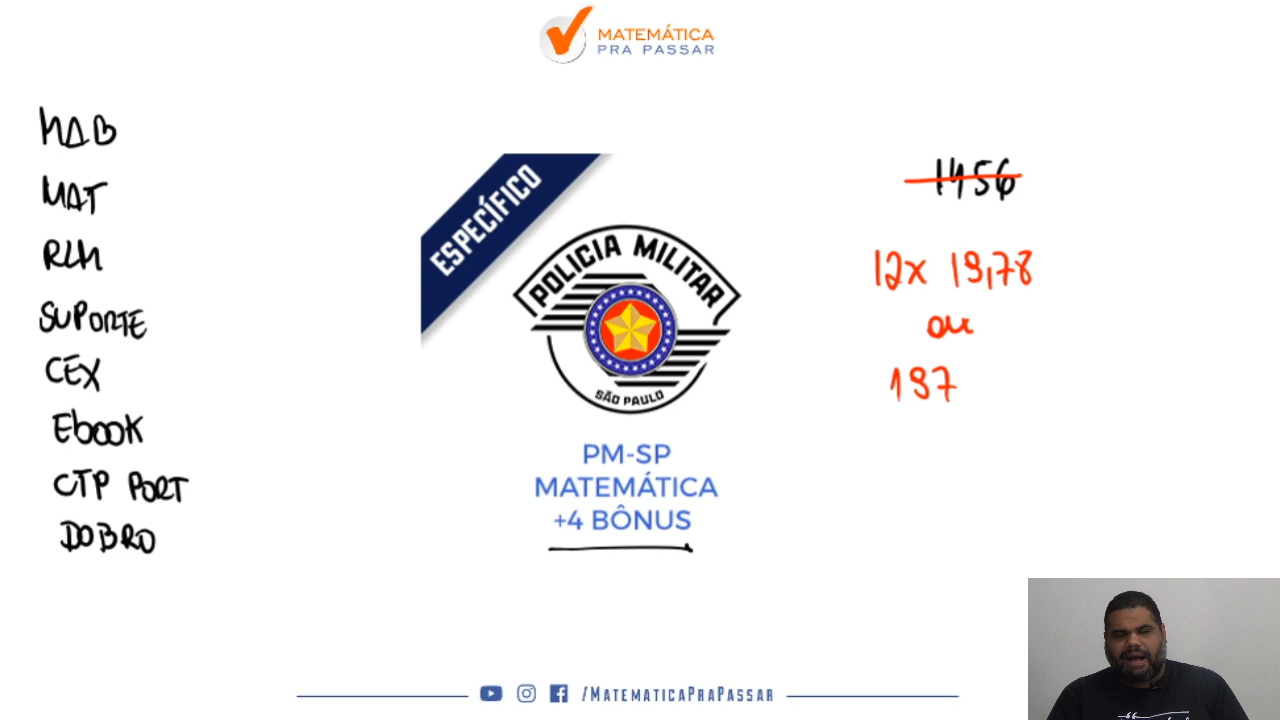 MATEMÁTICA
PRA PASSAR
MAB
MAT
RLM
SUPORTE
CEX
Ebook
CTP PORT
DOBRO
ESPECÍFICO
POLICIA MILITAR
SÃO PAULO
PM-SP
MATEMÁTICA
+4 BÔNUS
1456
12x 19,78
ou
197
/MATEMATICAPRAPASSAR